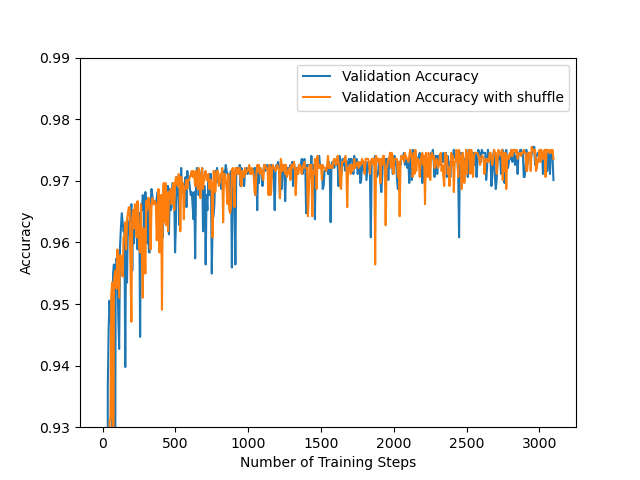 0.99
0.98
0.97
0.96
0.95
0.94
0.93
Accuracy
Validation Accuracy
Validation Accuracy with shuffle
0 500 1000 1500 2000 2500 3000
Number of Training Steps